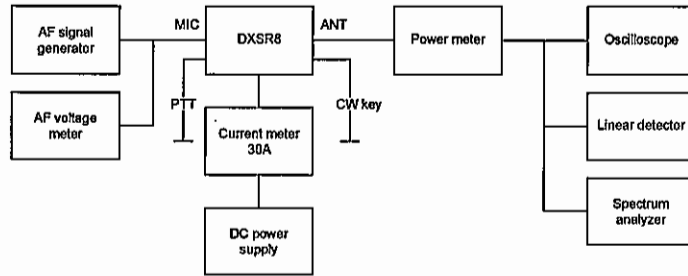 AF signal
generator
MIC
DXSR8
ANT
Power meter
Oscilloscope
AF voltage
meter
PTT
Current meter
30A
CW key
Linear detector
DC power
supply
Spectrum
analyzer